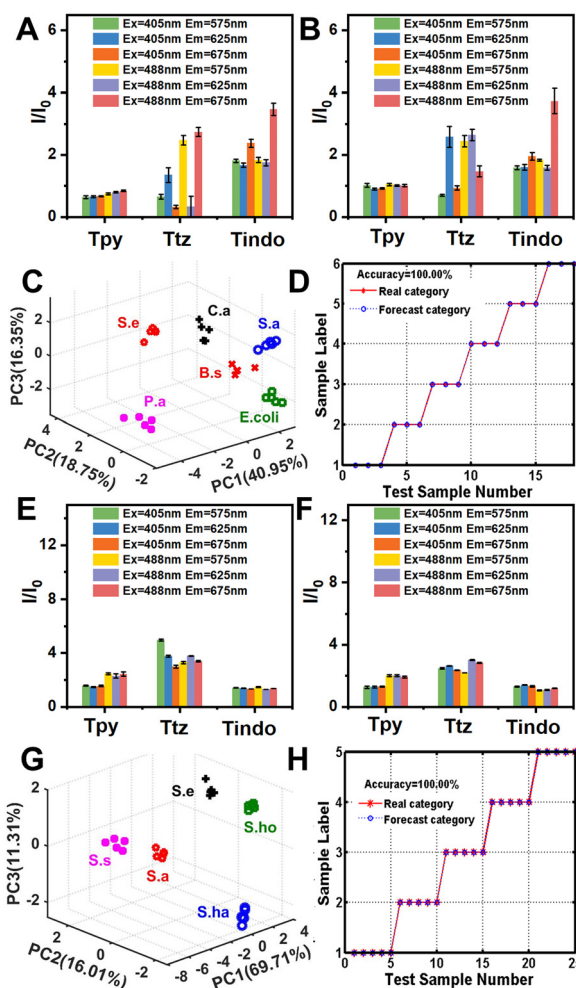 A
Ex=405nm Em=575nm
Ex=405nm Em=625nm
Ex=405nm Em=675nm
Ex=488nm Em=575nm
Ex=488nm Em=625nm
Ex=488nm Em=675nm
I/I0
6
4
2
0
Tpy Ttz Tindo
B
Ex=405nm Em=575nm
Ex=405nm Em=625nm
Ex=405nm Em=675nm
Ex=488nm Em=575nm
Ex=488nm Em=625nm
Ex=488nm Em=675nm
I/I0
6
4
2
0
Tpy Ttz Tindo
C
C.a
S.e
S.a
B.s
P.a
E.coli
PC3(16.35%)
2
0
-2
4
2
0
-2
PC2(18.75%)
-4
-2
0
2
PC1(40.95%)
D
Accuracy=100.00%
Real category
Forecast category
Sample Label
6
5
4
3
2
1
0 5 10 15
Test Sample Number
E
Ex=405nm Em=575nm
Ex=405nm Em=625nm
Ex=405nm Em=675nm
Ex=488nm Em=575nm
Ex=488nm Em=625nm
Ex=488nm Em=675nm
I/I0
15
12
9
6
3
0
Tpy Ttz Tindo
F
Ex=405nm Em=575nm
Ex=405nm Em=625nm
Ex=405nm Em=675nm
Ex=488nm Em=575nm
Ex=488nm Em=625nm
Ex=488nm Em=675nm
I/I0
12
9
6
3
0
Tpy Ttz Tindo
G
S.e
S.ho
S.s
S.a
S.ha
PC3(11.31%)
2
0
-2
2
0
-2
PC2(16.01%)
-8
-6
-4
-2
0
2
4
PC1(69.71%)
H
Accuracy=100.00%
Real category
Forecast category
Sample Label
5
4
3
2
1
0 5 10 15 20 25
Test Sample Number